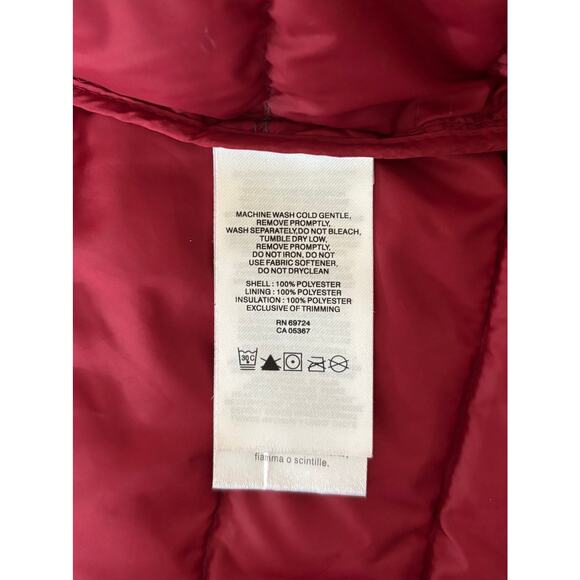 MACHINE WASH COLD GENTLE,
REMOVE PROMPTLY,
WASH SEPARATELY,DO NOT BLEACH,
TUMBLE DRY LOW,
REMOVE PROMPTLY,
DO NOT IRON, DO NOT
USE FABRIC SOFTENER,
DO NOT DRYCLEAN
SHELL : 100% POLYESTER
LINING : 100% POLYESTER
INSULATION : 100% POLYESTER
EXCLUSIVE OF TRIMMING
RN 69724
CA 05367
30 C
fiamma o scintille.